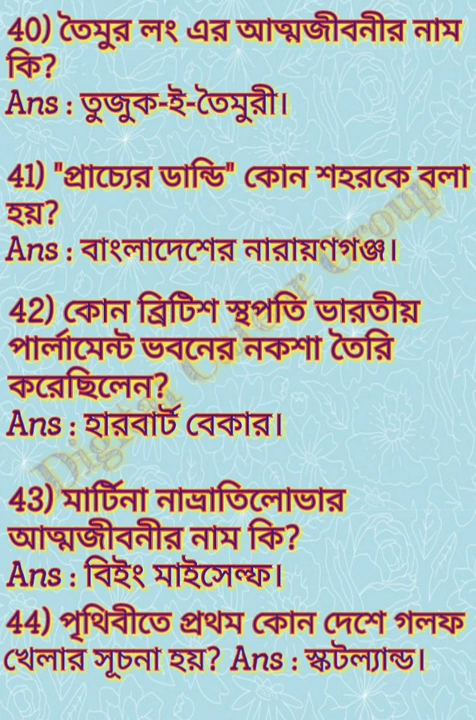 40) তৈমুর লং এর আত্মজীবনীর নাম
কি?
Ans : তুজুক-ই-তৈমুরী।
41) "প্রাচ্যের ডান্ডি" কোন শহরকে বলা
হয়?
Ans : বাংলাদেশের নারায়ণগঞ্জ।
42) কোন ব্রিটিশ স্থপতি ভারতীয়
পার্লামেন্ট ভবনের নকশা তৈরি
করেছিলেন?
Ans : হারবার্ট বেকার।
43) মার্টিনা নাভ্রাতিলোভার
আত্মজীবনীর নাম কি?
Ans : বিইং মাইসেল্ফ।
44) পৃথিবীতে প্রথম কোন দেশে গলফ
খেলার সূচনা হয়? Ans : স্কটল্যান্ড।